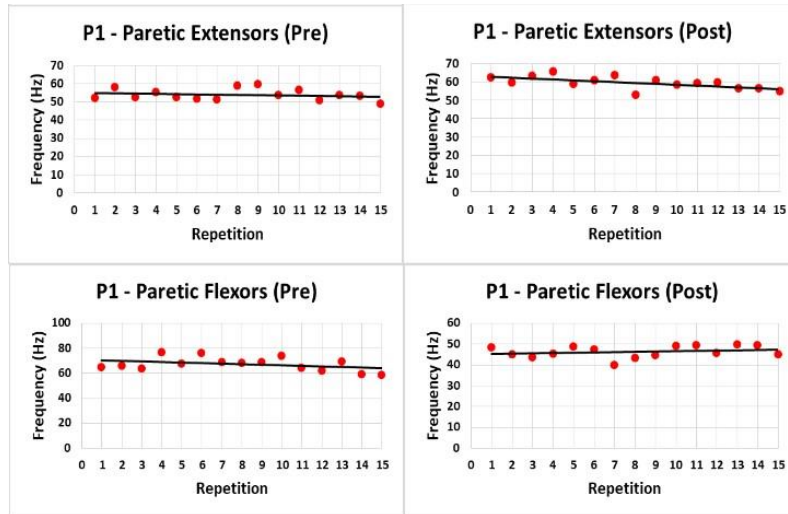 P1 - Paretic Extensors (Pre)
Frequency (Hz)
70
60
50
40
30
20
10
0
0 1 2 3 4 5 6 7 8 9 10 11 12 13 14 15
Repetition
P1 - Paretic Extensors (Post)
Frequency (Hz)
70
60
50
40
30
20
10
0
0 1 2 3 4 5 6 7 8 9 10 11 12 13 14 15
Repetition
P1 - Paretic Flexors (Pre)
Frequency (Hz)
100
80
60
40
20
0
0 1 2 3 4 5 6 7 8 9 10 11 12 13 14 15
Repetition
P1 - Paretic Flexors (Post)
Frequency (Hz)
60
50
40
30
20
10
0
0 1 2 3 4 5 6 7 8 9 10 11 12 13 14 15
Repetition